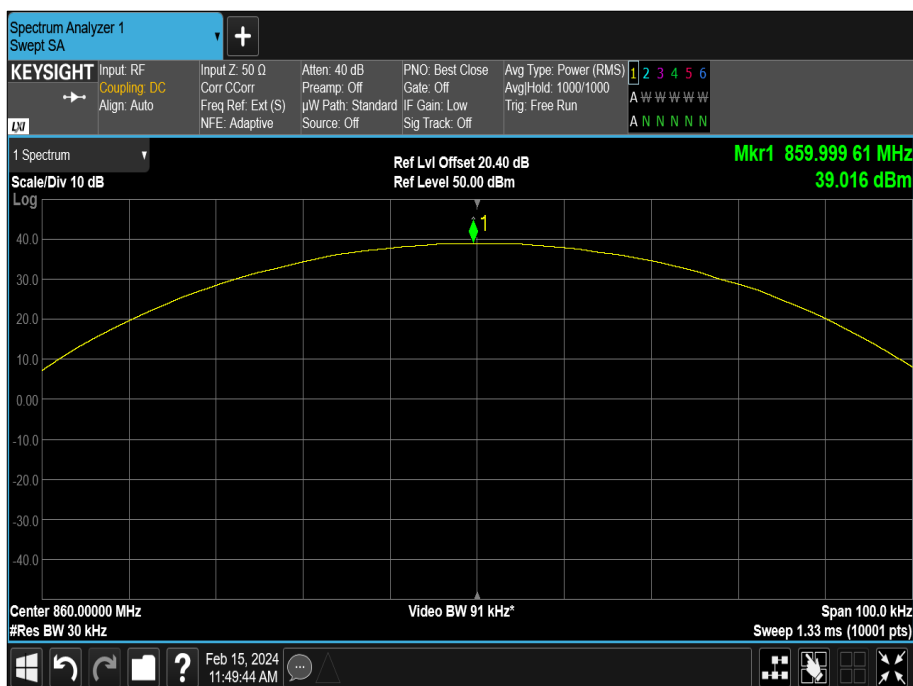 Spectrum Analyzer 1
Swept SA
+
KEYSIGHT
LXI
Input: RF
Coupling: DC
Align: Auto
Input Z: 50 Ω
Corr CCorr
Freq Ref: Ext (S)
NFE: Adaptive
Atten: 40 dB
Preamp: Off
µW Path: Standard
Source: Off
PNO: Best Close
Gate: Off
IF Gain: Low
Sig Track: Off
Avg Type: Power (RMS)
Avg|Hold: 1000/1000
Trig: Free Run
1 2 3 4 5 6
A W W W W W
A N N N N N
1 Spectrum
Scale/Div 10 dB
Log
Ref Lvl Offset 20.40 dB
Ref Level 50.00 dBm
Mkr1 859.999 61 MHz
39.016 dBm
1
40.0
30.0
20.0
10.0
0.00
-10.0
-20.0
-30.0
-40.0
Center 860.00000 MHz
#Res BW 30 kHz
Video BW 91 kHz*
Span 100.0 kHz
Sweep 1.33 ms (10001 pts)
?
Feb 15, 2024
11:49:44 AM